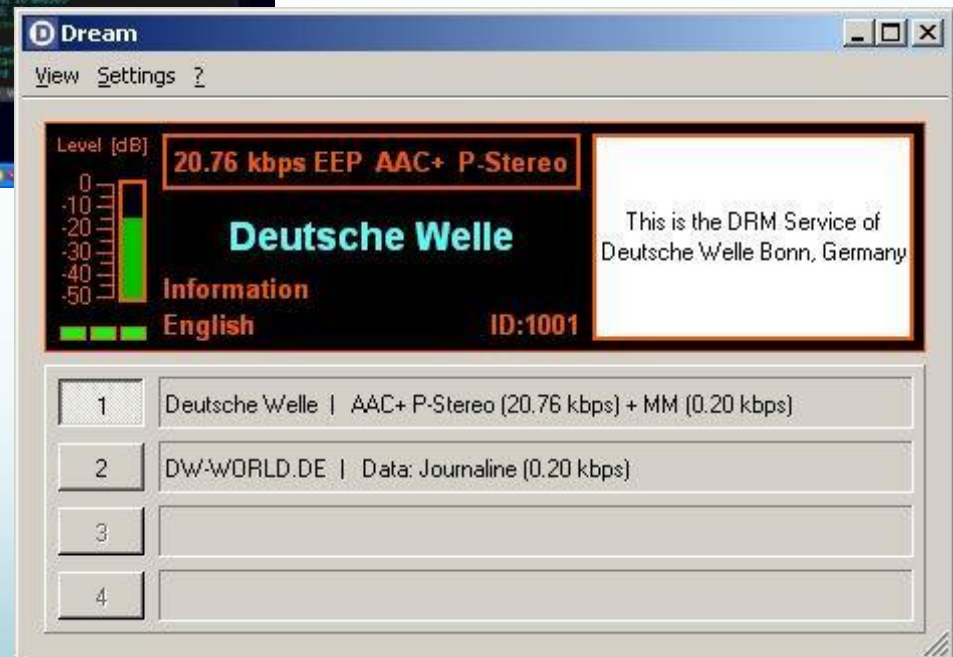 Dream
View Settings ?
Level [dB]
0
-10
-20
-30
-40
-50
20.76 kbps EEP AAC+ P-Stereo
Deutsche Welle
Information
English ID:1001
This is the DRM Service of
Deutsche Welle Bonn, Germany
1 Deutsche Welle | AAC+ P-Stereo (20.76 kbps) + MM (0.20 kbps)
2 DW-WORLD.DE | Data: Journaline (0.20 kbps)
3
4